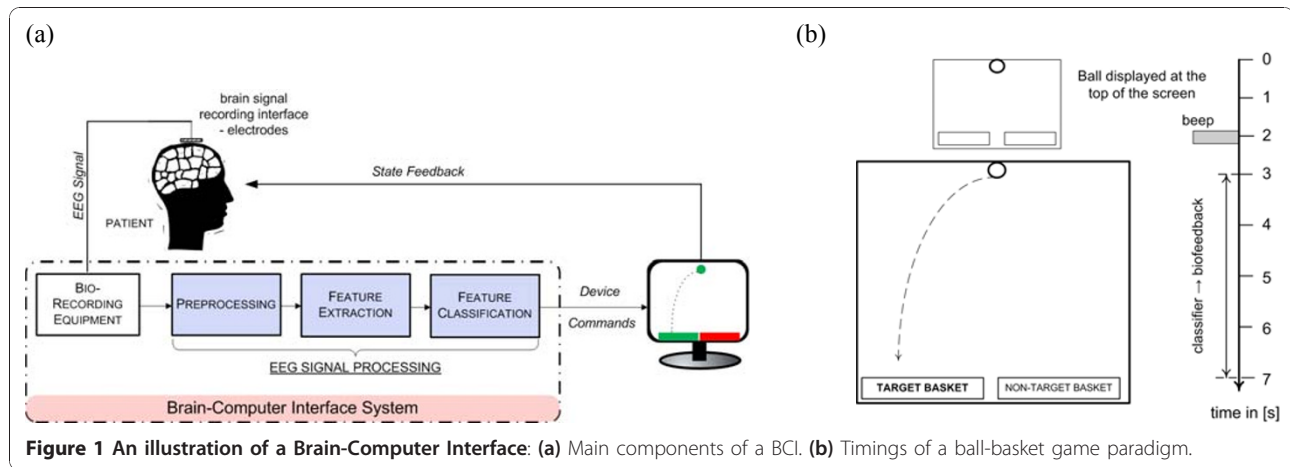 (a)
brain signal
recording interface
- electrodes
EEG Signal
PATIENT
State Feedback
BIO-
RECORDING
EQUIPMENT
PREPROCESSING
FEATURE
EXTRACTION
FEATURE
CLASSIFICATION
Device
Commands
EEG SIGNAL PROCESSING
Brain-Computer Interface System
(b)
Ball displayed at the
top of the screen
beep
0
1
2
3
4
5
6
7
classifier → biofeedback
TARGET BASKET
NON-TARGET BASKET
time in [s]
Figure 1 An illustration of a Brain-Computer Interface: (a) Main components of a BCI. (b) Timings of a ball-basket game paradigm.